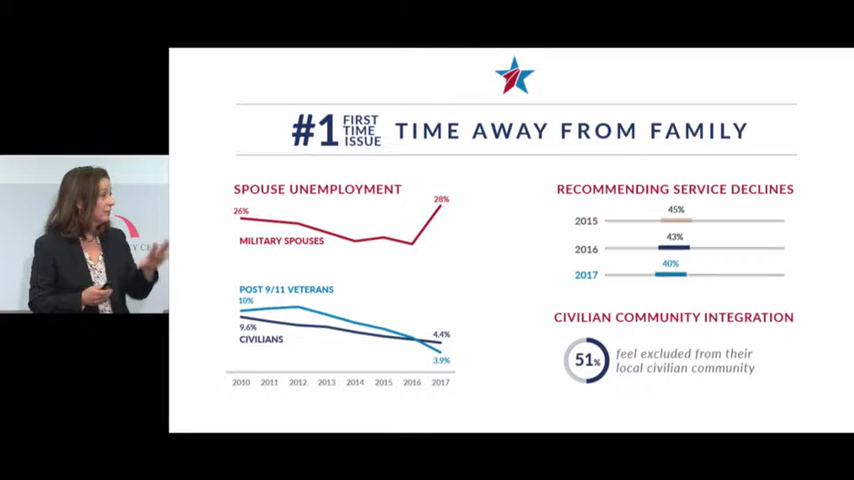 #1 FIRST
TIME
ISSUE
TIME AWAY FROM FAMILY
SPOUSE UNEMPLOYMENT
26%
28%
MILITARY SPOUSES
POST 9/11 VETERANS
10%
9.6%
CIVILIANS
4.4%
3.9%
2010 2011 2012 2013 2014 2015 2016 2017
RECOMMENDING SERVICE DECLINES
45%
2015
43%
2016
40%
2017
CIVILIAN COMMUNITY INTEGRATION
51%
feel excluded from their
local civilian community